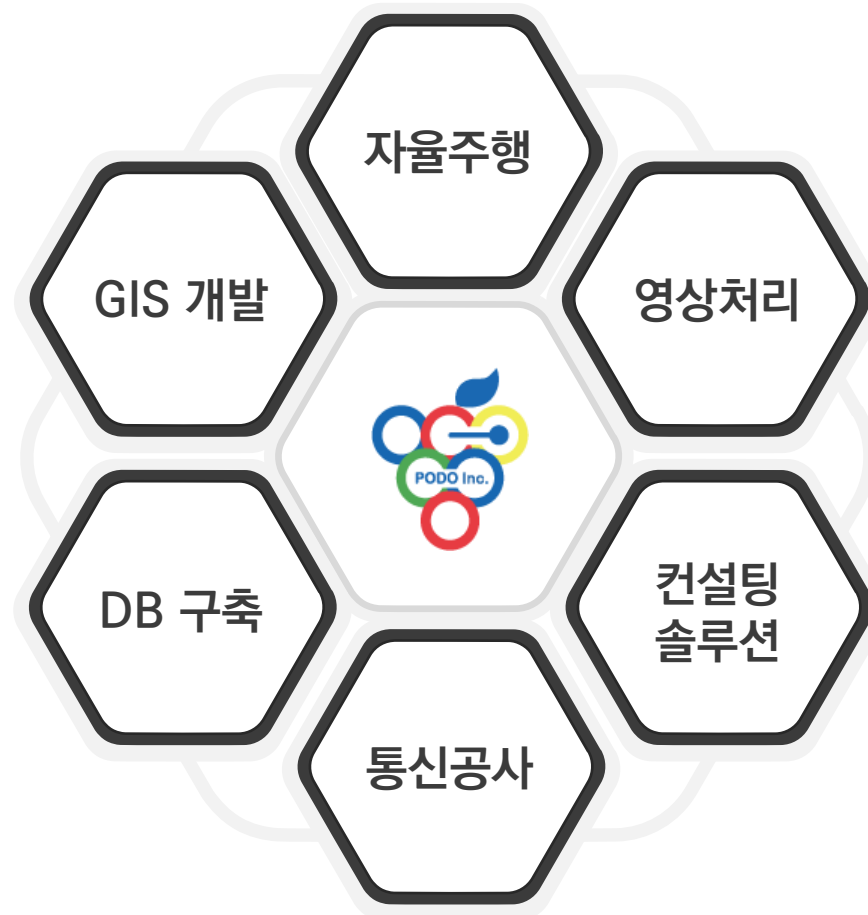 자율주행
GIS 개발
영상처리
PODO Inc.
DB 구축
컨설팅
솔루션
통신공사